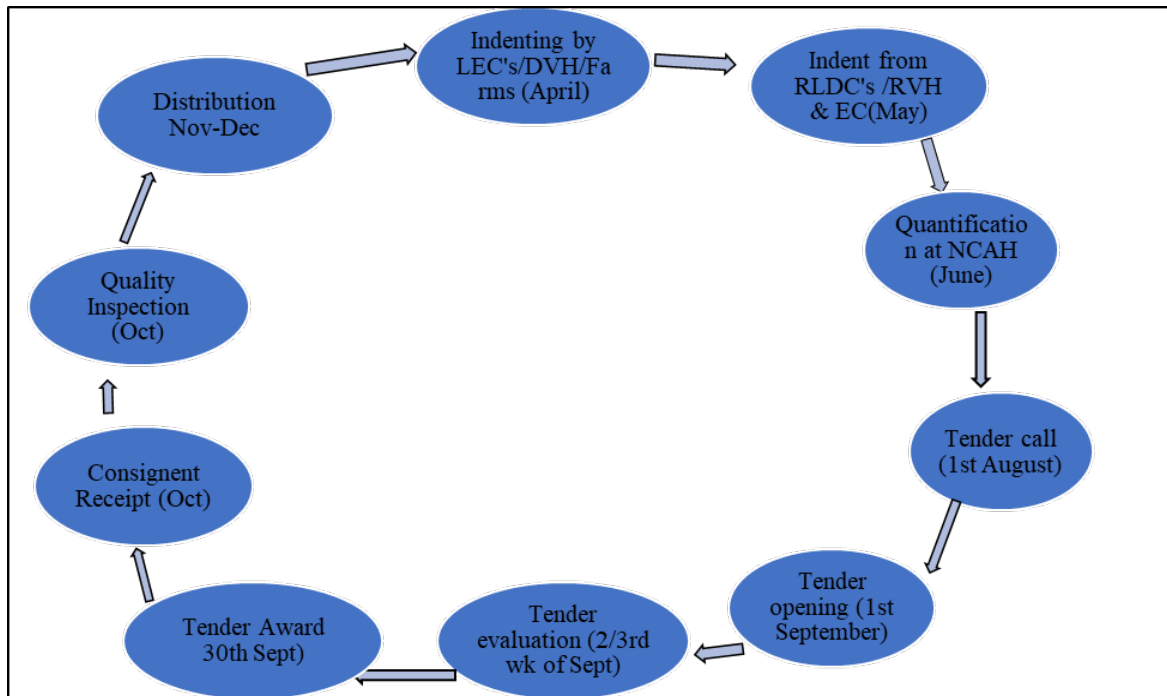 Indenting by
LEC's/DVH/Fa
rms (April)
Indent from
RLDC's /RVH
& EC(May)
Quantificatio
n at NCAH
(June)
Tender call
(1st August)
Tender
opening (1st
September)
Tender
evaluation (2/3rd
wk of Sept)
Tender Award
30th Sept)
Consignent
Receipt (Oct)
Quality
Inspection
(Oct)
Distribution
Nov-Dec